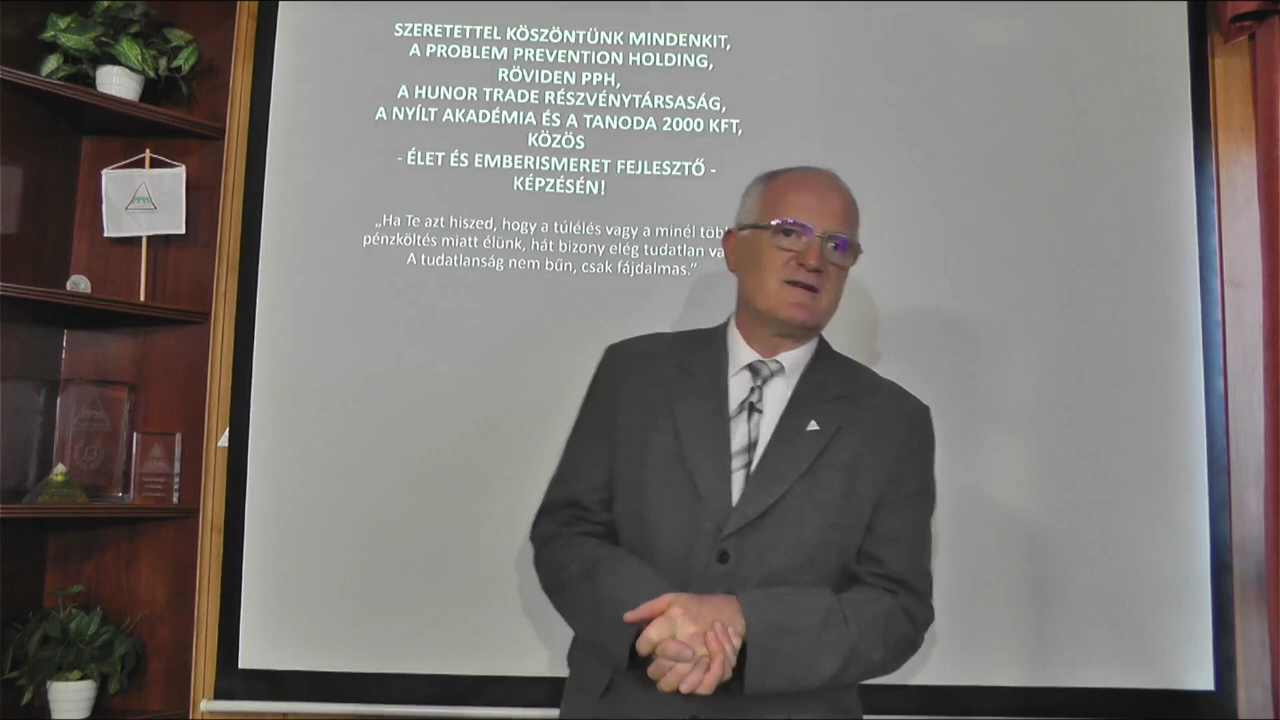 SZERETETTEL KÖSZÖNTÜNK MINDENKIT,
A PROBLEM PREVENTION HOLDING,
RÖVIDEN PPH,
A HUNOR TRADE RÉSZVÉNYTÁRSASÁG,
A NYÍLT AKADÉMIA ÉS A TANODA 2000 KFT,
KÖZÖS
- ÉLET ÉS EMBERISMERET FEJLESZTŐ -
KÉPZÉSÉN!
„Ha Te azt hiszed, hogy a túlélés vagy a minél
pénzköltés miatt élünk, hát bizony elég tudatlan
A tudatlanság nem bűn, csak fájdalmas.”
13